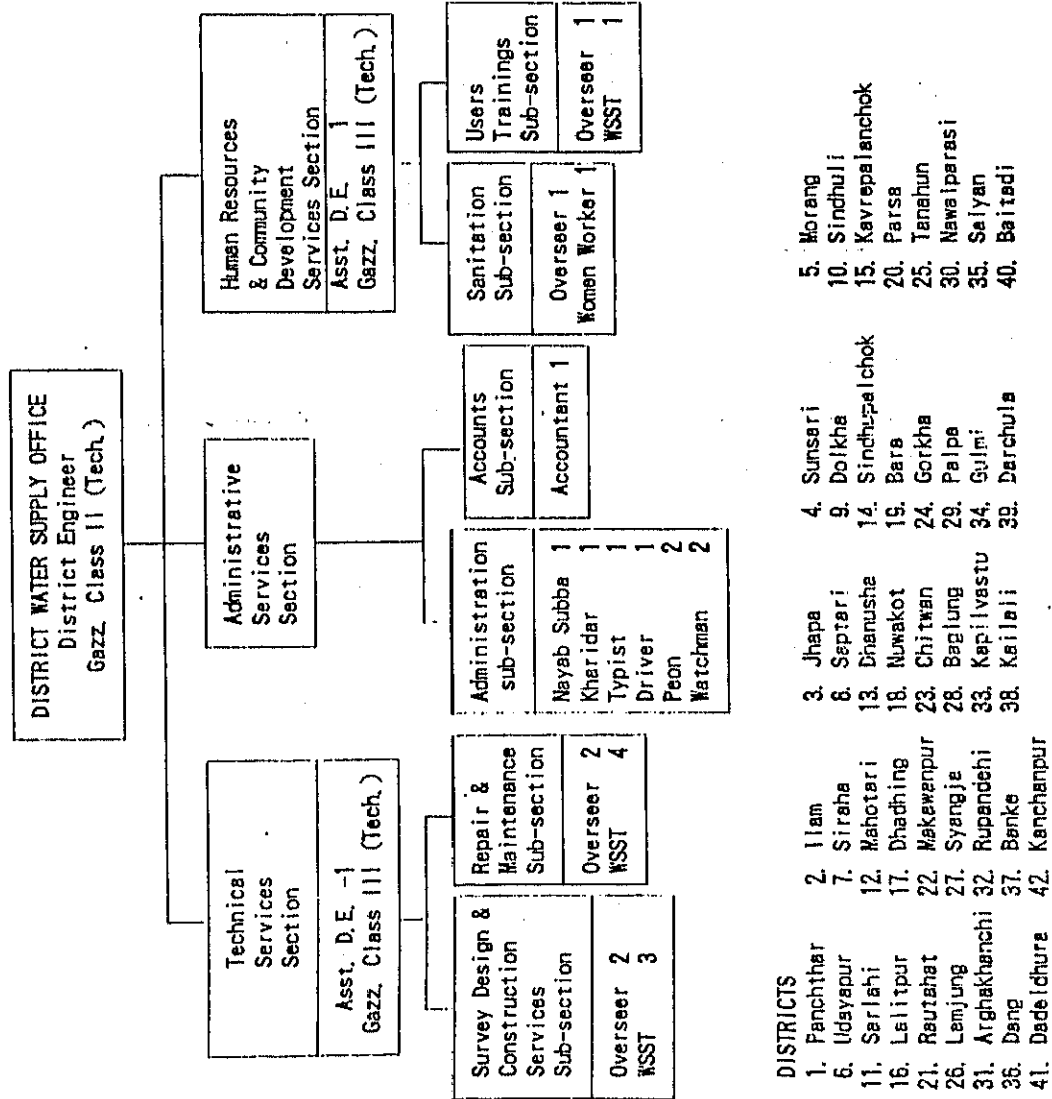 DISTRICT WATER SUPPLY OFFICE
District Engineer
Gazz. Class II (Tech.)
Technical
Services
Section
Asst. D.E. -1
Gazz. Class III (Tech.)
Survey Design &
Construction
Services
Sub-section
Overseer 2
WSST 3
Repair &
Maintenance
Sub-section
Overseer 2
WSST 4
Administrative
Services
Section
Administration
sub-section
Nayab Subba 1
Kharidar 1
Typist 1
Driver 1
Peon 2
Watchman 2
Accounts
Sub-section
Accountant 1
Human Resources
& Community
Development
Services Section
Asst. D.E. 1
Gazz. Class III (Tech.)
Sanitation
Sub-section
Overseer 1
Women Worker 1
Users
Trainings
Sub-section
Overseer 1
WSST 1
DISTRICTS
1. Panchthar 2. Ilam 3. Jhapa 4. Sunsari 5. Morang
6. Udayapur 7. Siraha 8. Saptari 9. Dolkha 10. Sindhuli
11. Sarlahi 12. Mahotari 13. Dhanusha 14. Sindhupalchok 15. Kavrepalanchok
16. Lalitpur 17. Dhadhing 18. Nuwakot 19. Bara 20. Parsa
21. Rautahat 22. Makawanpur 23. Chitwan 24. Gorkha 25. Tanahun
26. Lamjung 27. Syangja 28. Baglung 29. Palpa 30. Nawalparasi
31. Arghakhanchi 32. Rupandehi 33. Kapilvastu 34. Gulmi 35. Salyan
36. Dang 37. Banke 38. Kailali 39. Darchula 40. Baitadi
41. Dadeldhura 42. Kanchanpur